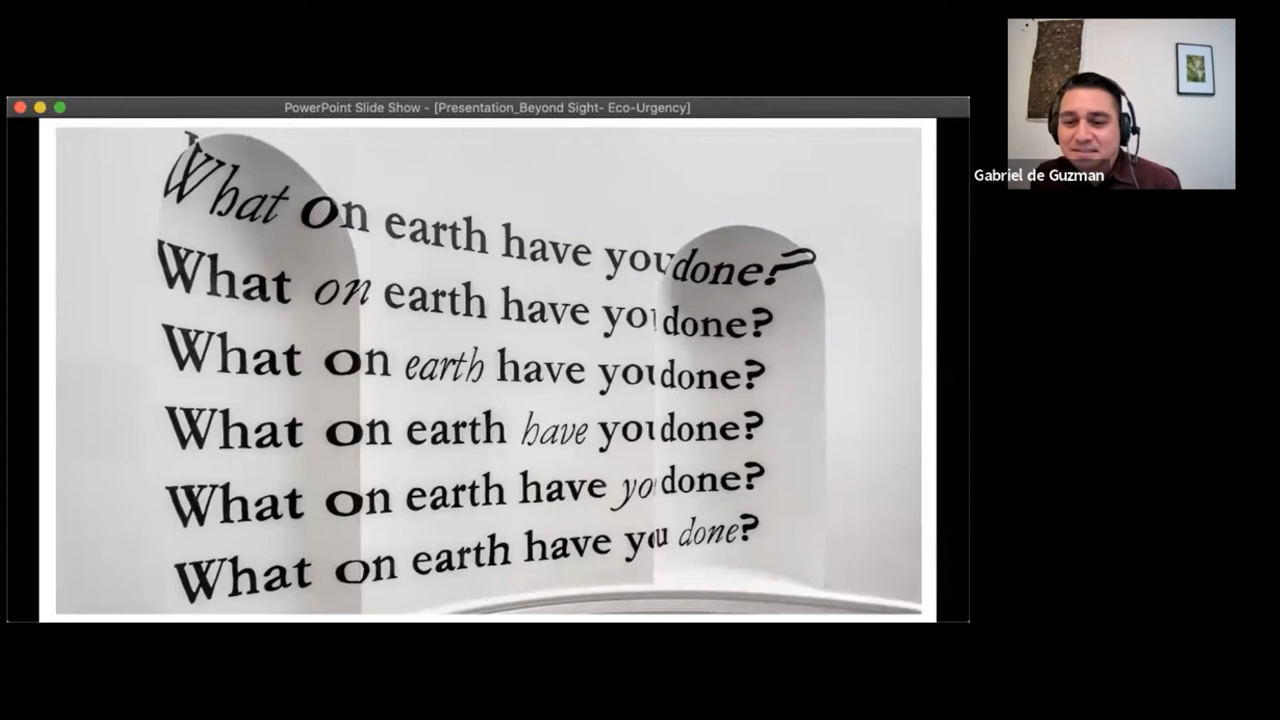 PowerPoint Slide Show - [Presentation_Beyond Sight- Eco-Urgency]
What on earth have you done?
What on earth have you done?
What on earth have you done?
What on earth have you done?
What on earth have you done?
What on earth have you done?
Gabriel de Guzman